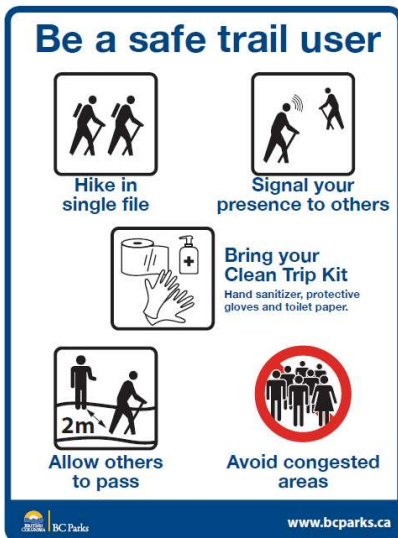 Be a safe trail user
Hike in
single file
Signal your
presence to others
Bring your
Clean Trip Kit
Hand sanitizer, protective
gloves and toilet paper.
2m
Allow others
to pass
Avoid congested
areas
BRITISH
COLUMBIA
BC Parks
www.bcparks.ca